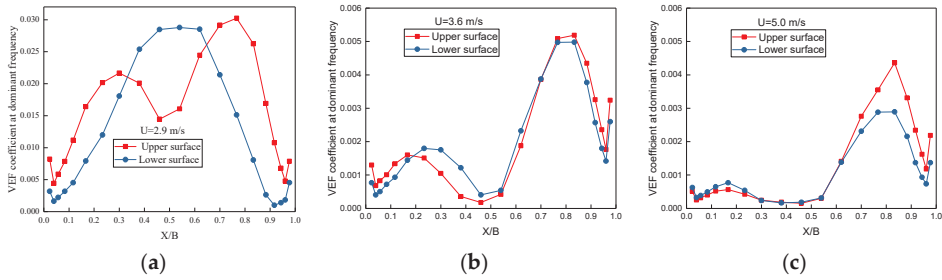 VEF coefficient at dominant frequency
0.030
0.025
0.020
0.015
0.010
0.005
0.000
U=2.9 m/s
Upper surface
Lower surface
0.0 0.1 0.2 0.3 0.4 0.5 0.6 0.7 0.8 0.9 1.0
X/B
(a)
VEF coefficient at dominant frequency
0.006
0.005
0.004
0.003
0.002
0.001
0.000
U=3.6 m/s
Upper surface
Lower surface
0.0 0.1 0.2 0.3 0.4 0.5 0.6 0.7 0.8 0.9 1.0
X/B
(b)
VEF coefficient at dominant frequency
0.006
0.005
0.004
0.003
0.002
0.001
0.000
U=5.0 m/s
Upper surface
Lower surface
0.0 0.1 0.2 0.3 0.4 0.5 0.6 0.7 0.8 0.9 1.0
X/B
(c)